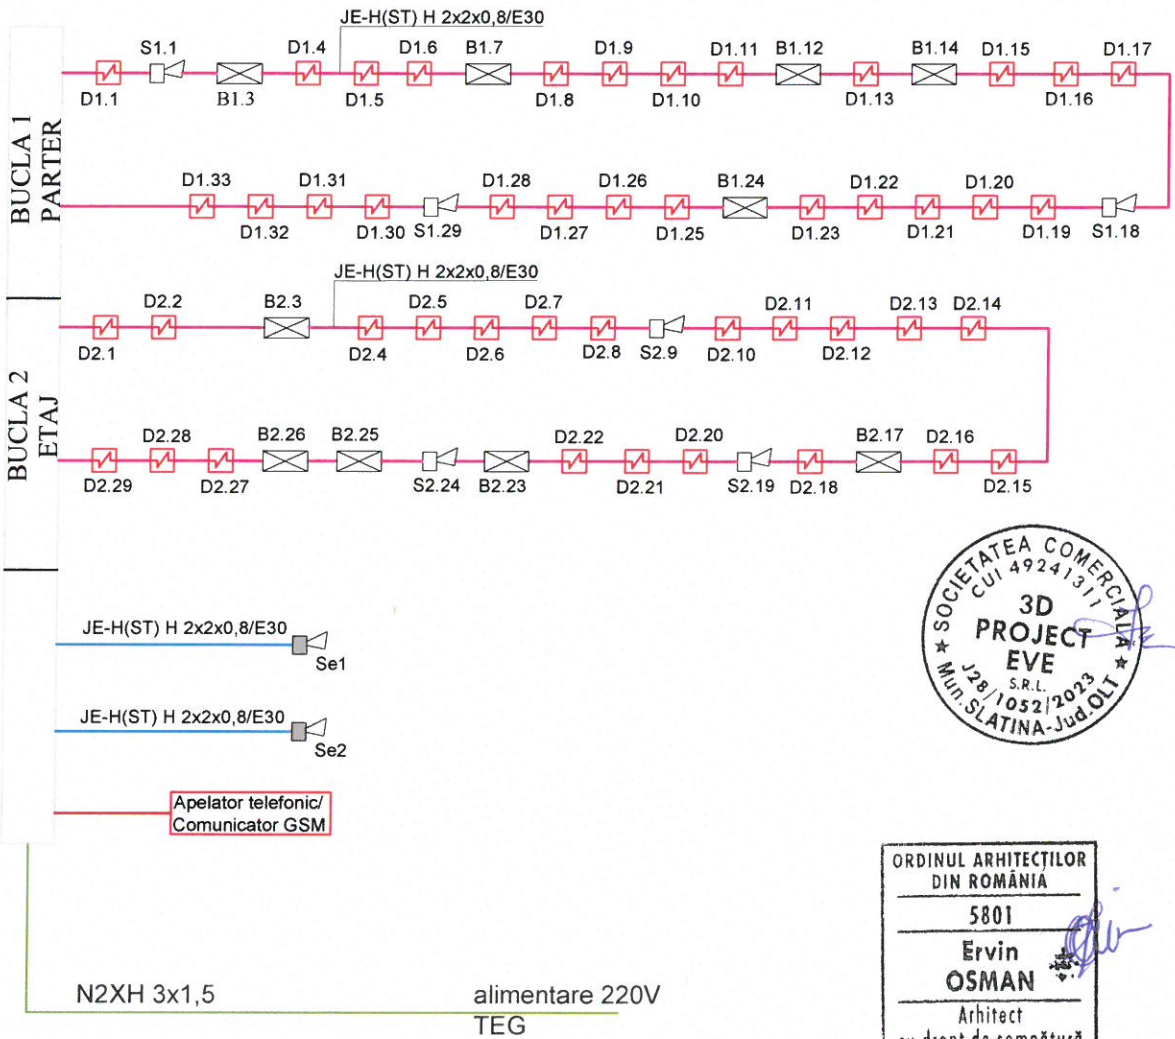 JE-H(ST) H 2x2x0,8/E30
S1.1 D1.4 D1.6 B1.7 D1.9 D1.11 B1.12 B1.14 D1.15 D1.17
D1.1 B1.3 D1.5 D1.8 D1.10 D1.13 D1.16
BUCLA 1
PARTER
D1.33 D1.31 D1.28 D1.26 B1.24 D1.22 D1.20
D1.32 D1.30 S1.29 D1.27 D1.25 D1.23 D1.21 D1.19 S1.18
JE-H(ST) H 2x2x0,8/E30
D2.2 B2.3 D2.5 D2.7 D2.11 D2.13 D2.14
D2.1 D2.4 D2.6 D2.8 S2.9 D2.10 D2.12
BUCLA 2
ETAJ
D2.28 B2.26 B2.25 D2.22 D2.20 B2.17 D2.16
D2.29 D2.27 S2.24 B2.23 D2.21 S2.19 D2.18 D2.15
JE-H(ST) H 2x2x0,8/E30
Se1
JE-H(ST) H 2x2x0,8/E30
Se2
Apelator telefonic/
Comunicator GSM
N2XH 3x1,5 alimentare 220V
TEG
SOCIETATEA COMERCIALĂ
CUI 49241311
3D
PROJECT
EVE
S.R.L.
J28/1052/2023
Mun.SLATINA-Jud.OLT
ORDINUL ARHITECȚILOR
DIN ROMÂNIA
5801
Ervin
OSMAN
Arhitect
cu drept de semnătură